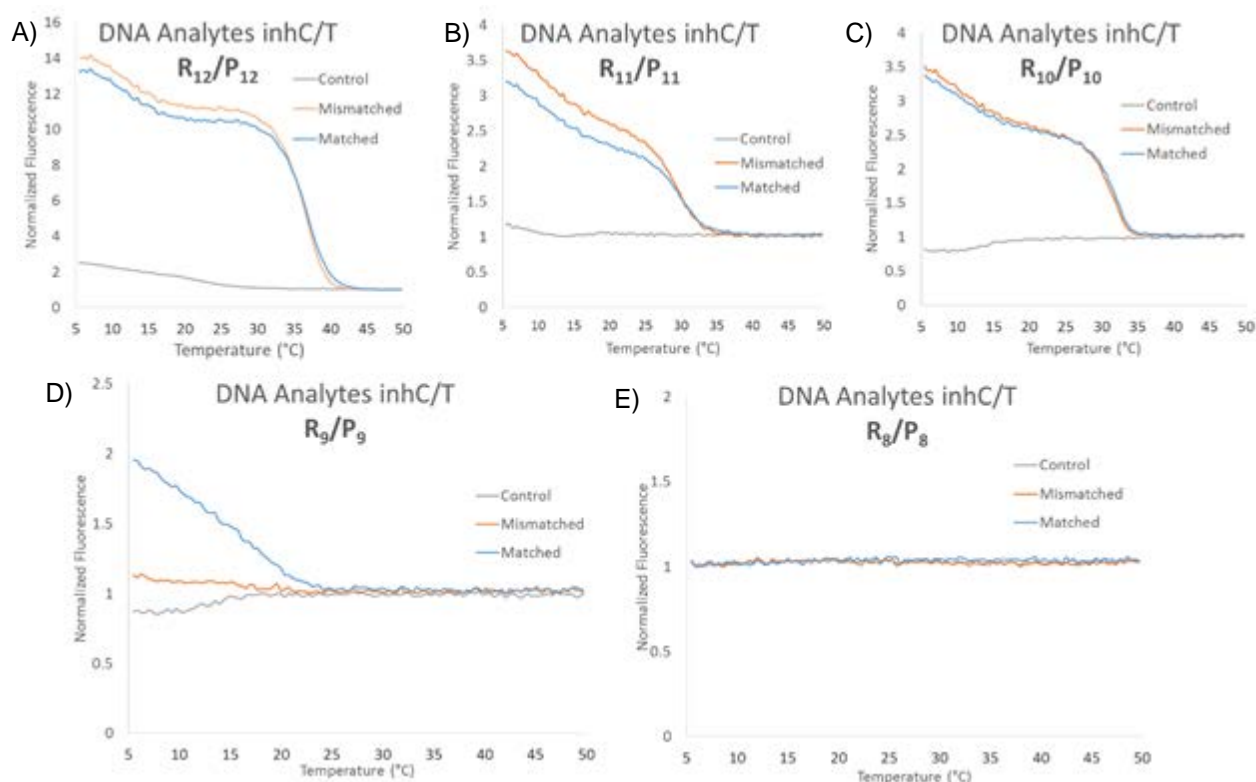 A)
DNA Analytes inhC/T
R₁₂/P₁₂
Control
Mismatched
Matched
Normalized Fluorescence
16
14
12
10
8
6
4
2
0
5 10 15 20 25 30 35 40 45 50
Temperature (°C)
B)
DNA Analytes inhC/T
R₁₁/P₁₁
Control
Mismatched
Matched
Normalized Fluorescence
4
3.5
3
2.5
2
1.5
1
0.5
0
5 10 15 20 25 30 35 40 45 50
Temperature (°C)
C)
DNA Analytes inhC/T
R₁₀/P₁₀
Control
Mismatched
Matched
Normalized Fluorescence
4
3.5
3
2.5
2
1.5
1
0.5
0
5 10 15 20 25 30 35 40 45 50
Temperature (°C)
D)
DNA Analytes inhC/T
R₉/P₉
Control
Mismatched
Matched
Normalized Fluorescence
2.5
2
1.5
1
0.5
0
5 10 15 20 25 30 35 40 45 50
Temperature (°C)
E)
DNA Analytes inhC/T
R₈/P₈
Control
Mismatched
Matched
Normalized Fluorescence
2
1.5
1
0.5
0
5 10 15 20 25 30 35 40 45 50
Temperature (°C)